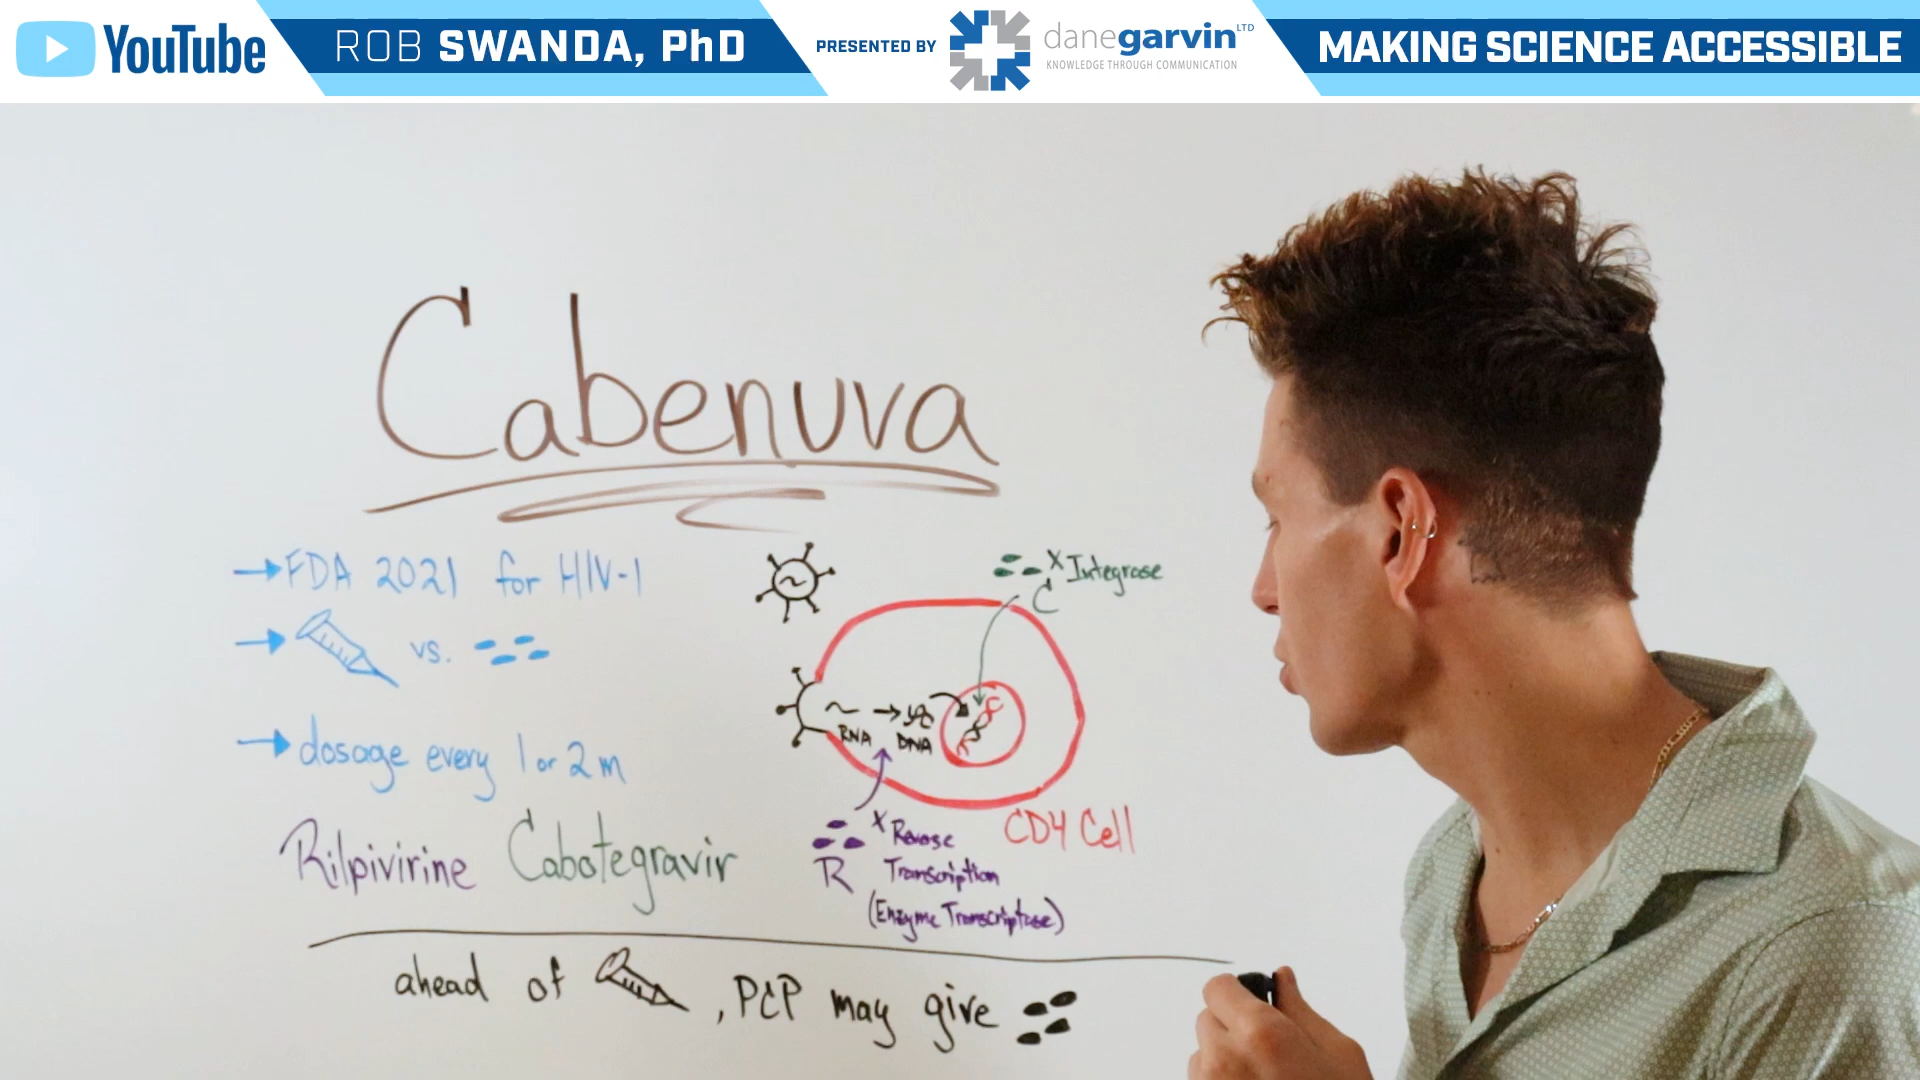 YouTube
ROB SWANDA, PhD
PRESENTED BY
danegarvin LTD
KNOWLEDGE THROUGH COMMUNICATION
MAKING SCIENCE ACCESSIBLE
Cabenuva
→FDA 2021 for HIV-1
→ vs.
→dosage every 1 or 2 m
Rilpivirine Cabotegravir
X Integrase
C
RNA → DNA
CD4 Cell
X Reverse
R Transcription
(Enzyme Transcriptase)
ahead of , PCP may give